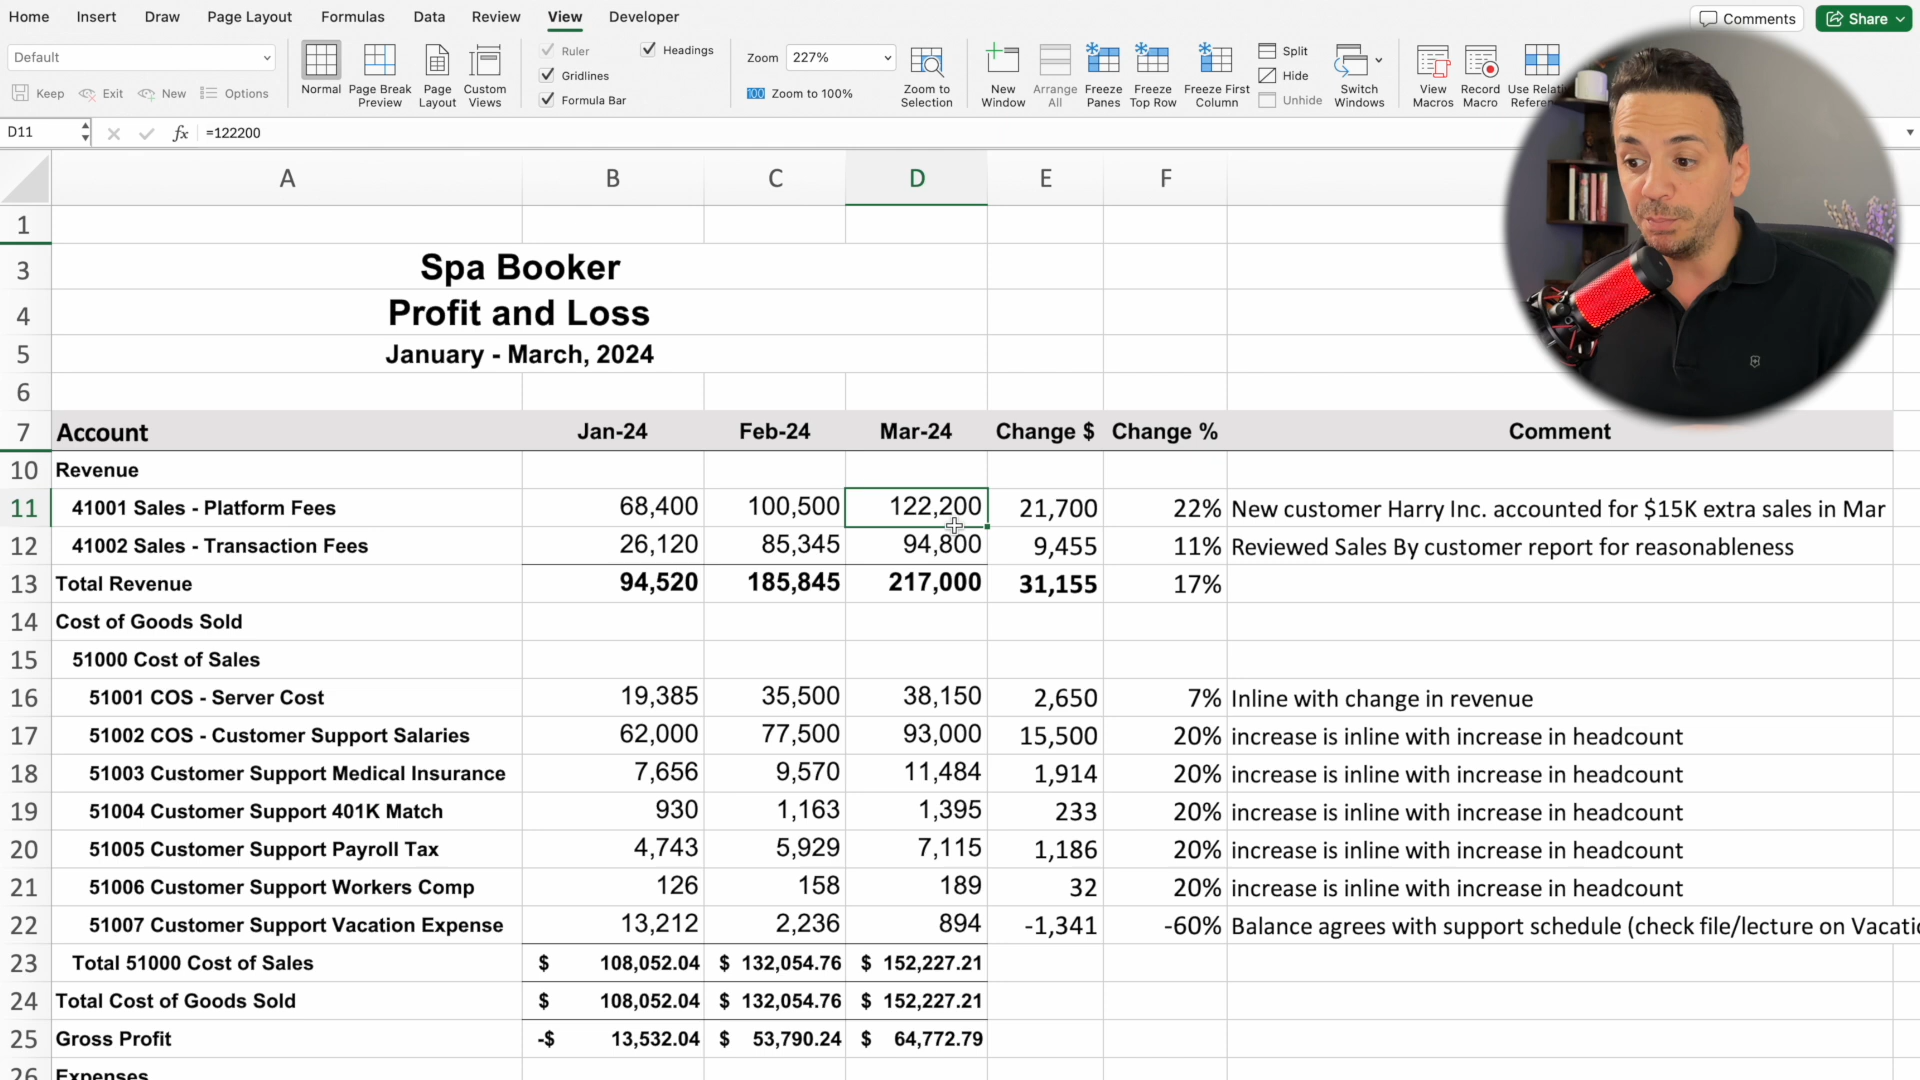 Home Insert Draw Page Layout Formulas Data Review View Developer Comments Share
Default
Keep Exit New Options
Normal Page Break Preview Page Layout Custom Views
Ruler Headings
Gridlines
Formula Bar
Zoom 227%
100 Zoom to 100%
Zoom to Selection
New Window Arrange All Freeze Panes Freeze Top Row Freeze First Column
Split
Hide
Unhide
Switch Windows View Macros Record Macro
D11 fx =122200
A B C D E F
1
3 Spa Booker
4 Profit and Loss
5 January - March, 2024
6
7 Account Jan-24 Feb-24 Mar-24 Change $ Change % Comment
10 Revenue
11 41001 Sales - Platform Fees 68,400 100,500 122,200 21,700 22% New customer Harry Inc. accounted for $15K extra sales in Mar
12 41002 Sales - Transaction Fees 26,120 85,345 94,800 9,455 11% Reviewed Sales By customer report for reasonableness
13 Total Revenue 94,520 185,845 217,000 31,155 17%
14 Cost of Goods Sold
15 51000 Cost of Sales
16 51001 COS - Server Cost 19,385 35,500 38,150 2,650 7% Inline with change in revenue
17 51002 COS - Customer Support Salaries 62,000 77,500 93,000 15,500 20% increase is inline with increase in headcount
18 51003 Customer Support Medical Insurance 7,656 9,570 11,484 1,914 20% increase is inline with increase in headcount
19 51004 Customer Support 401K Match 930 1,163 1,395 233 20% increase is inline with increase in headcount
20 51005 Customer Support Payroll Tax 4,743 5,929 7,115 1,186 20% increase is inline with increase in headcount
21 51006 Customer Support Workers Comp 126 158 189 32 20% increase is inline with increase in headcount
22 51007 Customer Support Vacation Expense 13,212 2,236 894 -1,341 -60% Balance agrees with support schedule (check file/lecture on
23 Total 51000 Cost of Sales $ 108,052.04 $ 132,054.76 $ 152,227.21
24 Total Cost of Goods Sold $ 108,052.04 $ 132,054.76 $ 152,227.21
25 Gross Profit -$ 13,532.04 $ 53,790.24 $ 64,772.79
26 Expenses